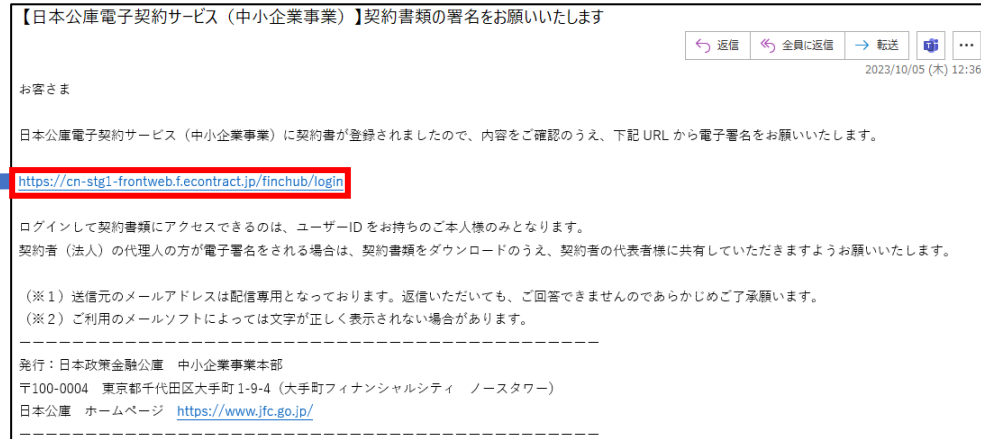 【日本公庫電子契約サービス（中小企業事業）】契約書類の署名をお願いいたします
返信 全員に返信 転送 …
2023/10/05 (木) 12:36
お客さま
日本公庫電子契約サービス（中小企業事業）に契約書が登録されましたので、内容をご確認のうえ、下記 URL から電子署名をお願いいたします。
https://cn-stg1-frontweb.f.econtract.jp/finchub/login
ログインして契約書類にアクセスできるのは、ユーザーID をお持ちのご本人様のみとなります。
契約者（法人）の代理人の方が電子署名をされる場合は、契約書類をダウンロードのうえ、契約者の代表者様に共有していただきますようお願いいたします。
（※１）送信元のメールアドレスは配信専用となっております。返信いただいても、ご回答できませんのであらかじめご了承願います。
（※２）ご利用のメールソフトによっては文字が正しく表示されない場合があります。
ーーーーーーーーーーーーーーーーーーーーーーーーーーーーーーーーーーーーーーーーーーーー
発行：日本政策金融公庫　中小企業事業本部
〒100-0004　東京都千代田区大手町 1-9-4（大手町フィナンシャルシティ　ノースタワー）
日本公庫　ホームページ　https://www.jfc.go.jp/
ーーーーーーーーーーーーーーーーーーーーーーーーーーーーーーーーーーーーーーーーーーーー